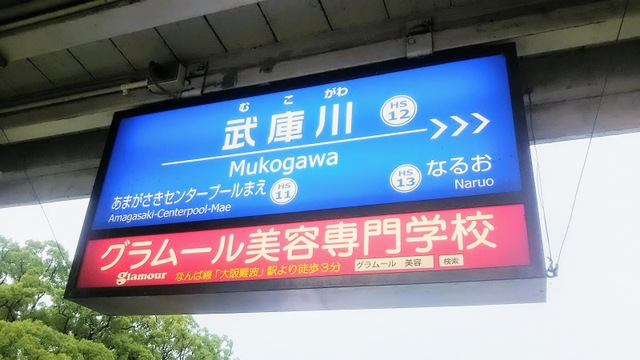 む こ がわ
武庫川
HS
12
Mukogawa
>>>
あまがさきセンタープールまえ
HS
11
Amagasaki-Centerpool-Mae
HS
13
なるお
Naruo
グラムール美容専門学校
glamour
なんば線「大阪難波」駅より徒歩3分
グラムール 美容 検索